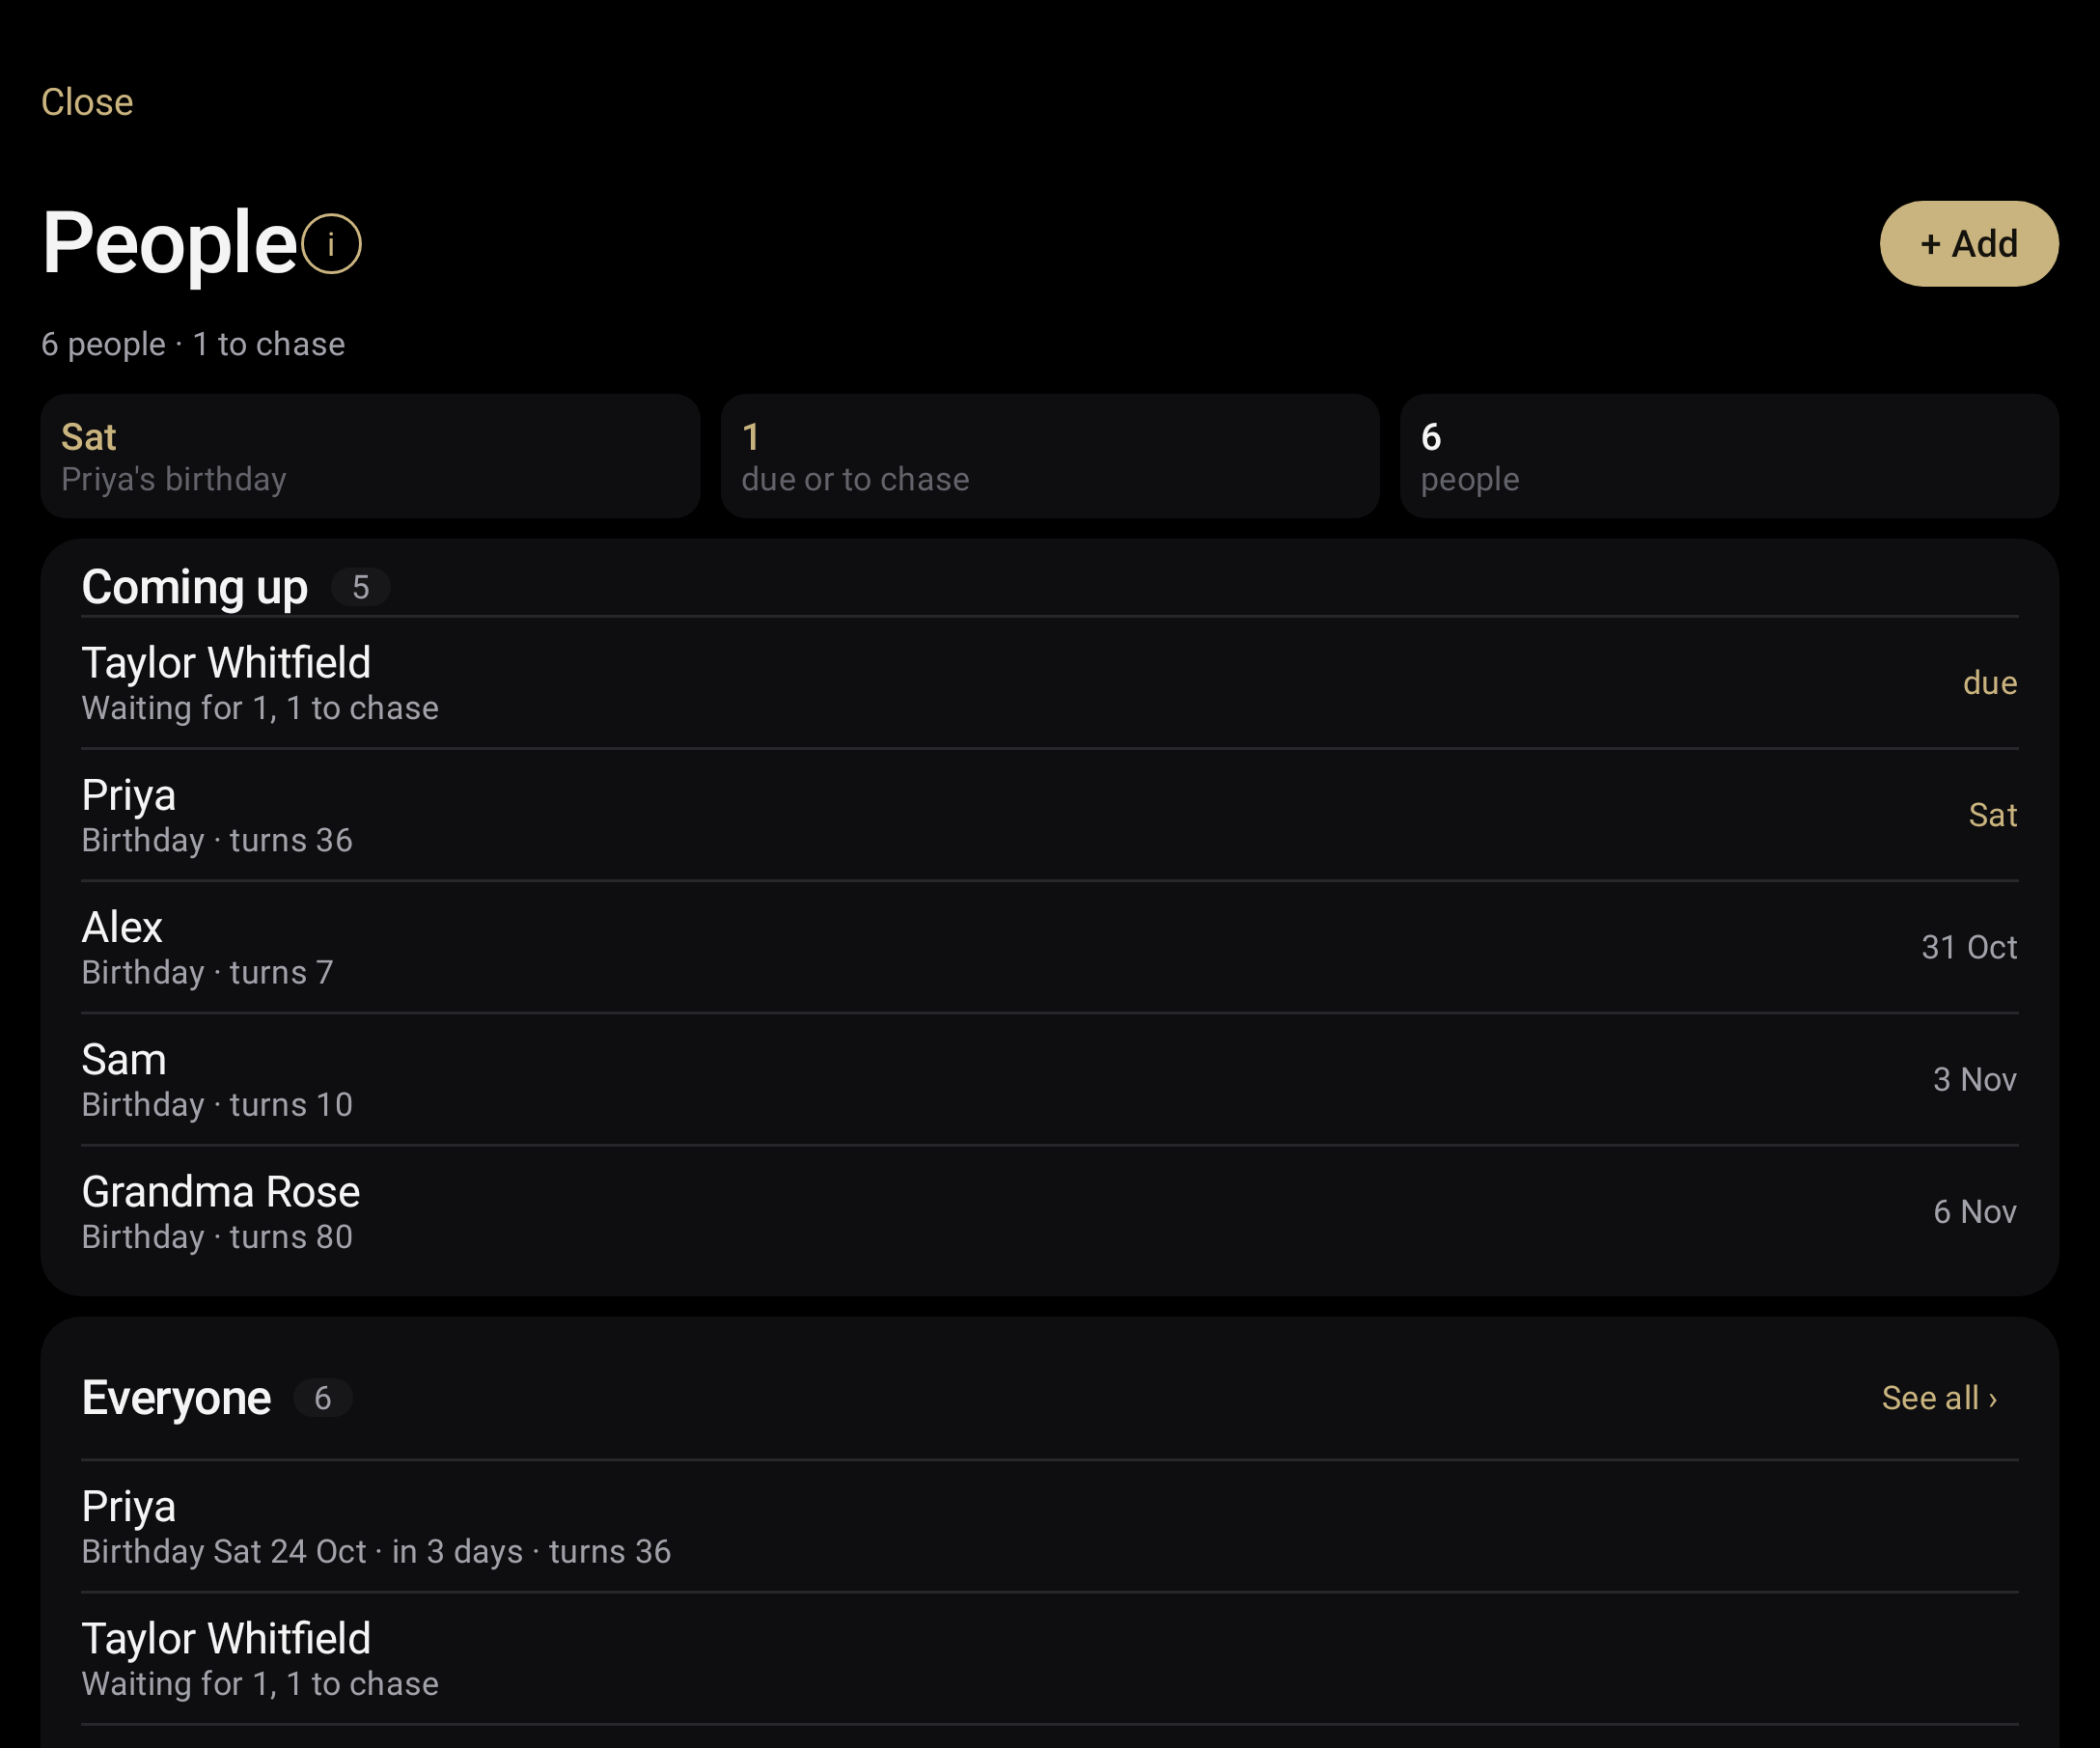 Close
People i
+ Add
6 people · 1 to chase
Sat
Priya's birthday
1
due or to chase
6
people
Coming up 5
Taylor Whitfield
Waiting for 1, 1 to chase
due
Priya
Birthday · turns 36
Sat
Alex
Birthday · turns 7
31 Oct
Sam
Birthday · turns 10
3 Nov
Grandma Rose
Birthday · turns 80
6 Nov
Everyone 6
See all ›
Priya
Birthday Sat 24 Oct · in 3 days · turns 36
Taylor Whitfield
Waiting for 1, 1 to chase